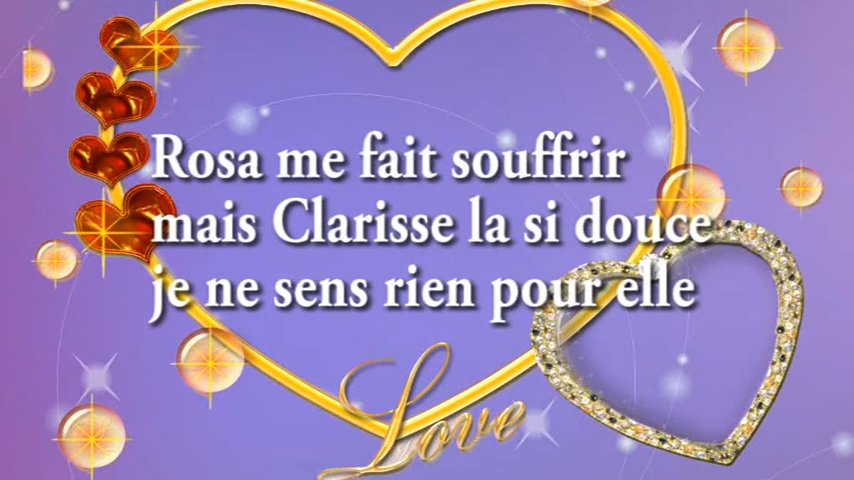 Rosa me fait souffrir
mais Clarisse la si douce
je ne sens rien pour elle
Love